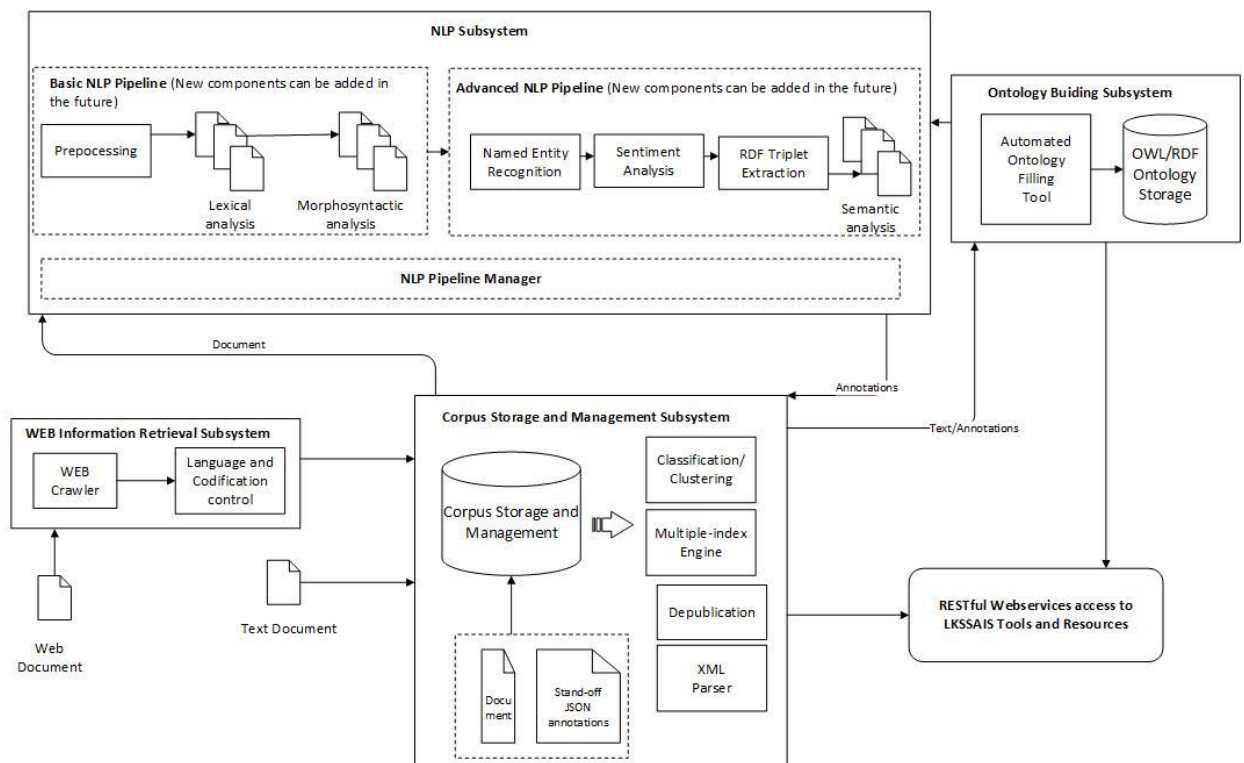 NLP Subsystem
Basic NLP Pipeline (New components can be added in
the future)
Prepocessing
Lexical
analysis
Morphosyntactic
analysis
Advanced NLP Pipeline (New components can be added in the future)
Named Entity
Recognition
Sentiment
Analysis
RDF Triplet
Extraction
Semantic
analysis
NLP Pipeline Manager
Ontology Buiding Subsystem
Automated
Ontology
Filling
Tool
OWL/RDF
Ontology
Storage
Document
Annotations
Text/Annotations
WEB Information Retrieval Subsystem
WEB
Crawler
Language and
Codification
control
Web
Document
Text Document
Corpus Storage and Management Subsystem
Corpus Storage and
Management
Classification/
Clustering
Multiple-index
Engine
Depublication
XML
Parser
Docu
ment
Stand-off
JSON
annotations
RESTful Webservices access to
LKSSAIS Tools and Resources